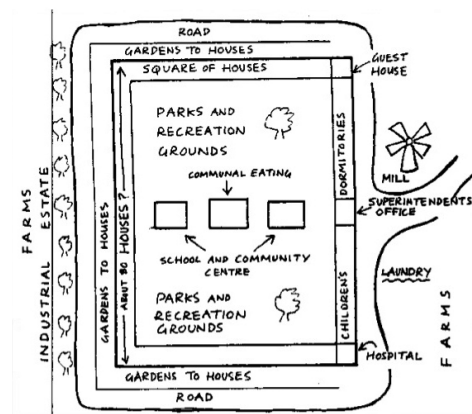 ROAD
GARDENS TO HOUSES
SQUARE OF HOUSES
GUEST
HOUSE
PARKS AND
RECREATION
GROUNDS
DORMITORIES
COMMUNAL EATING
MILL
SUPERINTENDENTS
OFFICE
FARMS
INDUSTRIAL ESTATE
GARDENS TO HOUSES
ABOUT 80 HOUSES?
SCHOOL AND COMMUNITY
CENTRE
LAUNDRY
PARKS AND
RECREATION
GROUNDS
CHILDREN'S
FARMS
HOSPITAL
GARDENS TO HOUSES
ROAD